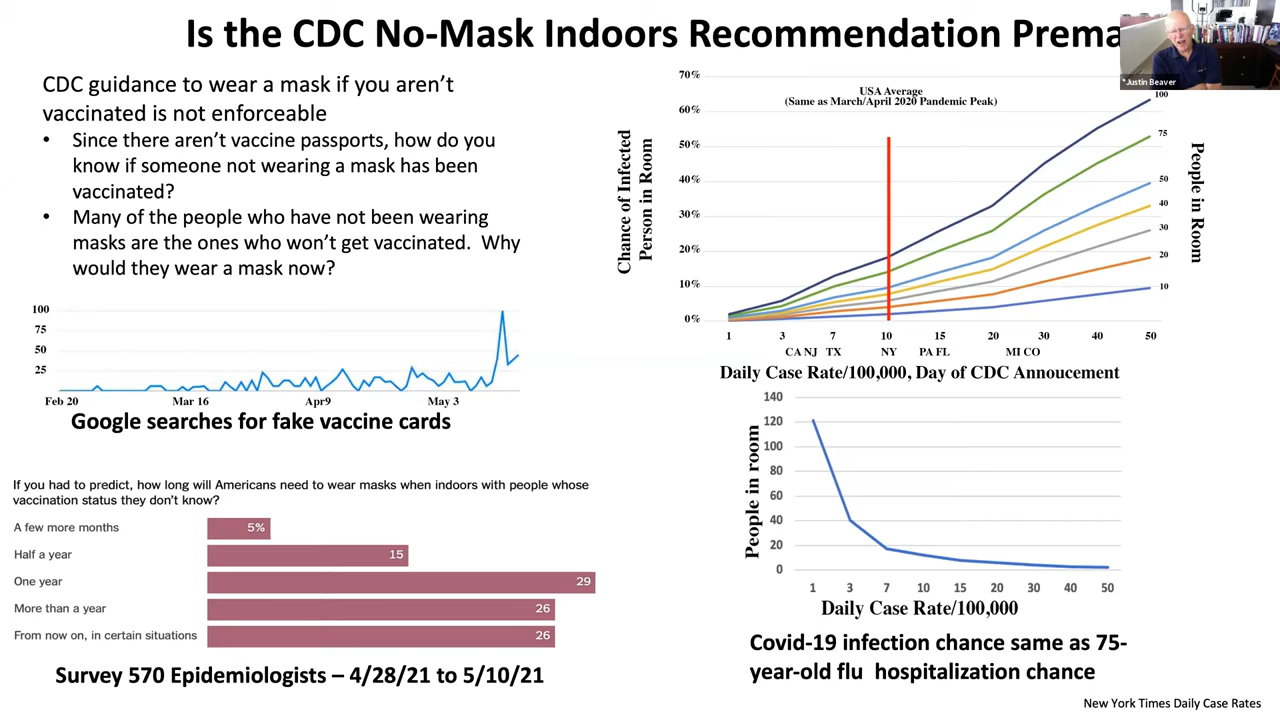 Is the CDC No-Mask Indoors Recommendation Prema
*Justin Beaver
CDC guidance to wear a mask if you aren't
vaccinated is not enforceable
• Since there aren't vaccine passports, how do you
know if someone not wearing a mask has been
vaccinated?
• Many of the people who have not been wearing
masks are the ones who won't get vaccinated.  Why
would they wear a mask now?
100
75
50
25
Feb 20 Mar 16 Apr9 May 3
Google searches for fake vaccine cards
If you had to predict, how long will Americans need to wear masks when indoors with people whose
vaccination status they don't know?
A few more months 5%
Half a year 15
One year 29
More than a year 26
From now on, in certain situations 26
Survey 570 Epidemiologists – 4/28/21 to 5/10/21
USA Average
(Same as March/April 2020 Pandemic Peak)
Chance of Infected
Person in Room
70%
60%
50%
40%
30%
20%
10%
0%
100
75
50
40
30
20
10
People in Room
1 3 7 10 15 20 30 40 50
CA NJ TX NY PA FL MI CO
Daily Case Rate/100,000, Day of CDC Annoucement
People in room
140
120
100
80
60
40
20
0
1 3 7 10 15 20 30 40 50
Daily Case Rate/100,000
Covid-19 infection chance same as 75-
year-old flu  hospitalization chance
New York Times Daily Case Rates